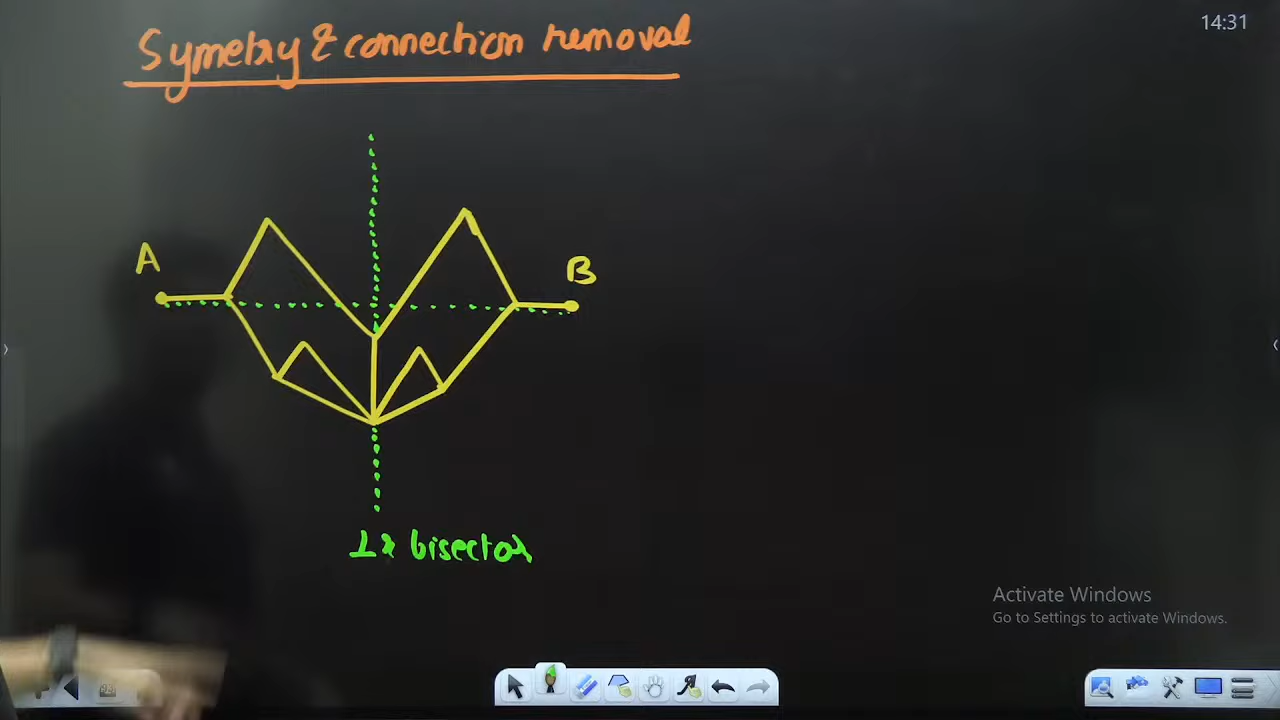 14:31
Symetry & connection removal
A
B
⊥r bisector
Activate Windows
Go to Settings to activate Windows.